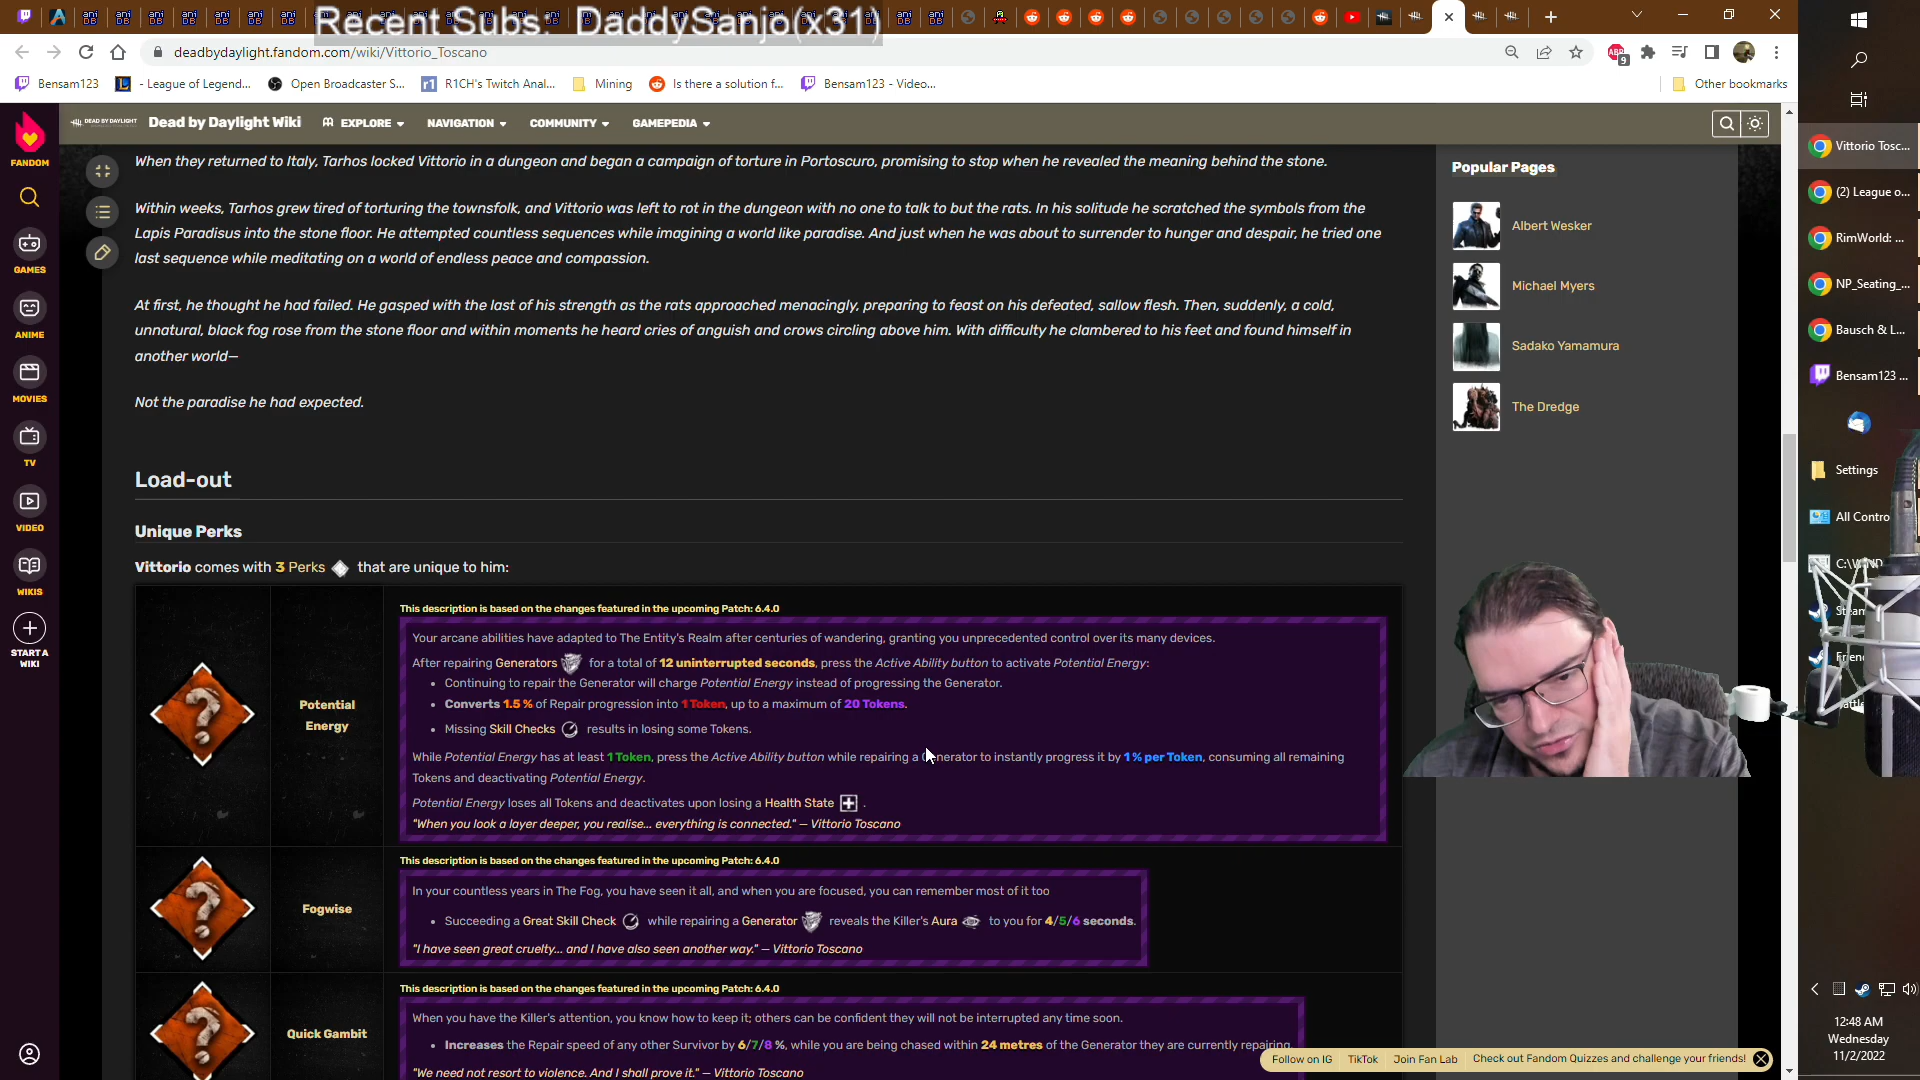 Recent Subs: DaddySanjo(x31)
deadbydaylight.fandom.com/wiki/Vittorio_Toscano
Bensam123
- League of Legend...
Open Broadcaster S...
R1CH's Twitch Anal...
Mining
Is there a solution f...
Bensam123 - Video...
Other bookmarks
DEAD BY DAYLIGHT
Dead by Daylight Wiki
EXPLORE
NAVIGATION
COMMUNITY
GAMEPEDIA
FANDOM
GAMES
ANIME
MOVIES
TV
VIDEO
WIKIS
START A
WIKI
When they returned to Italy, Tarhos locked Vittorio in a dungeon and began a campaign of torture in Portoscuro, promising to stop when he revealed the meaning behind the stone.
Within weeks, Tarhos grew tired of torturing the townsfolk, and Vittorio was left to rot in the dungeon with no one to talk to but the rats. In his solitude he scratched the symbols from the
Lapis Paradisus into the stone floor. He attempted countless sequences while imagining a world like paradise. And just when he was about to surrender to hunger and despair, he tried one
last sequence while meditating on a world of endless peace and compassion.
At first, he thought he had failed. He gasped with the last of his strength as the rats approached menacingly, preparing to feast on his defeated, sallow flesh. Then, suddenly, a cold,
unnatural, black fog rose from the stone floor and within moments he heard cries of anguish and crows circling above him. With difficulty he clambered to his feet and found himself in
another world—
Not the paradise he had expected.
Load-out
Unique Perks
Vittorio comes with 3 Perks that are unique to him:
Potential
Energy
This description is based on the changes featured in the upcoming Patch: 6.4.0
Your arcane abilities have adapted to The Entity's Realm after centuries of wandering, granting you unprecedented control over its many devices.
After repairing Generators for a total of 12 uninterrupted seconds, press the Active Ability button to activate Potential Energy:
• Continuing to repair the Generator will charge Potential Energy instead of progressing the Generator.
• Converts 1.5 % of Repair progression into 1 Token, up to a maximum of 20 Tokens.
• Missing Skill Checks results in losing some Tokens.
While Potential Energy has at least 1 Token, press the Active Ability button while repairing a Generator to instantly progress it by 1 % per Token, consuming all remaining
Tokens and deactivating Potential Energy.
Potential Energy loses all Tokens and deactivates upon losing a Health State .
"When you look a layer deeper, you realise... everything is connected." — Vittorio Toscano
Fogwise
This description is based on the changes featured in the upcoming Patch: 6.4.0
In your countless years in The Fog, you have seen it all, and when you are focused, you can remember most of it too
• Succeeding a Great Skill Check while repairing a Generator reveals the Killer's Aura to you for 4/5/6 seconds.
"I have seen great cruelty... and I have also seen another way." — Vittorio Toscano
Quick Gambit
This description is based on the changes featured in the upcoming Patch: 6.4.0
When you have the Killer's attention, you know how to keep it; others can be confident they will not be interrupted any time soon.
• Increases the Repair speed of any other Survivor by 6/7/8 %, while you are being chased within 24 metres of the Generator they are currently repairing.
"We need not resort to violence. And I shall prove it." — Vittorio Toscano
Popular Pages
Albert Wesker
Michael Myers
Sadako Yamamura
The Dredge
Follow on IG
TikTok
Join Fan Lab
Check out Fandom Quizzes and challenge your friends!
Vittorio Tosc...
(2) League o...
RimWorld: ...
NP_Seating_...
Bausch & L...
Bensam123 ...
Settings
All Contro
12:48 AM
Wednesday
11/2/2022